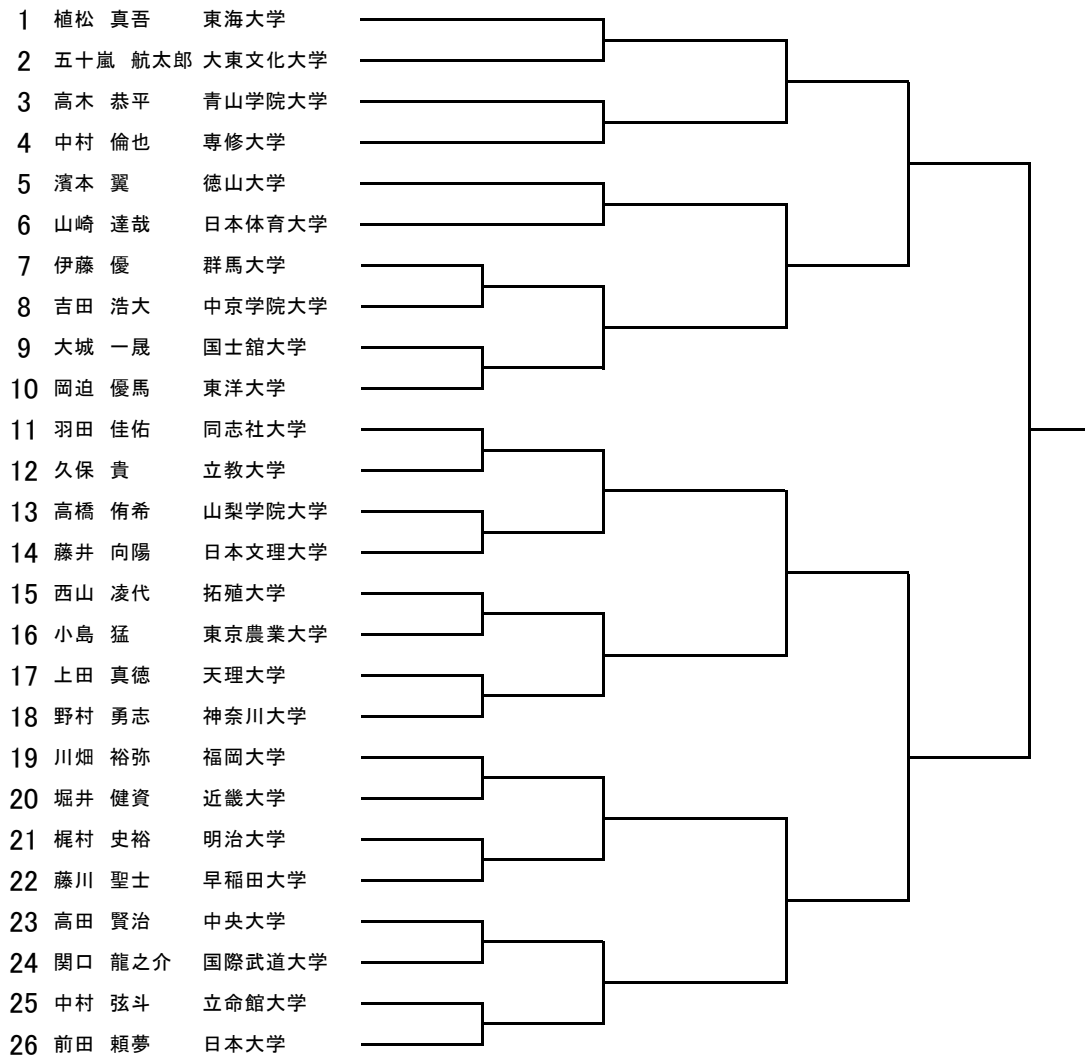 1 植松 真吾 東海大学
2 五十嵐 航太郎 大東文化大学
3 高木 恭平 青山学院大学
4 中村 倫也 専修大学
5 濱本 翼 徳山大学
6 山崎 達哉 日本体育大学
7 伊藤 優 群馬大学
8 吉田 浩大 中京学院大学
9 大城 一晟 国士舘大学
10 岡迫 優馬 東洋大学
11 羽田 佳佑 同志社大学
12 久保 貴 立教大学
13 高橋 侑希 山梨学院大学
14 藤井 向陽 日本文理大学
15 西山 凌代 拓殖大学
16 小島 猛 東京農業大学
17 上田 真徳 天理大学
18 野村 勇志 神奈川大学
19 川畑 裕弥 福岡大学
20 堀井 健資 近畿大学
21 梶村 史裕 明治大学
22 藤川 聖士 早稲田大学
23 高田 賢治 中央大学
24 関口 龍之介 国際武道大学
25 中村 弦斗 立命館大学
26 前田 頼夢 日本大学